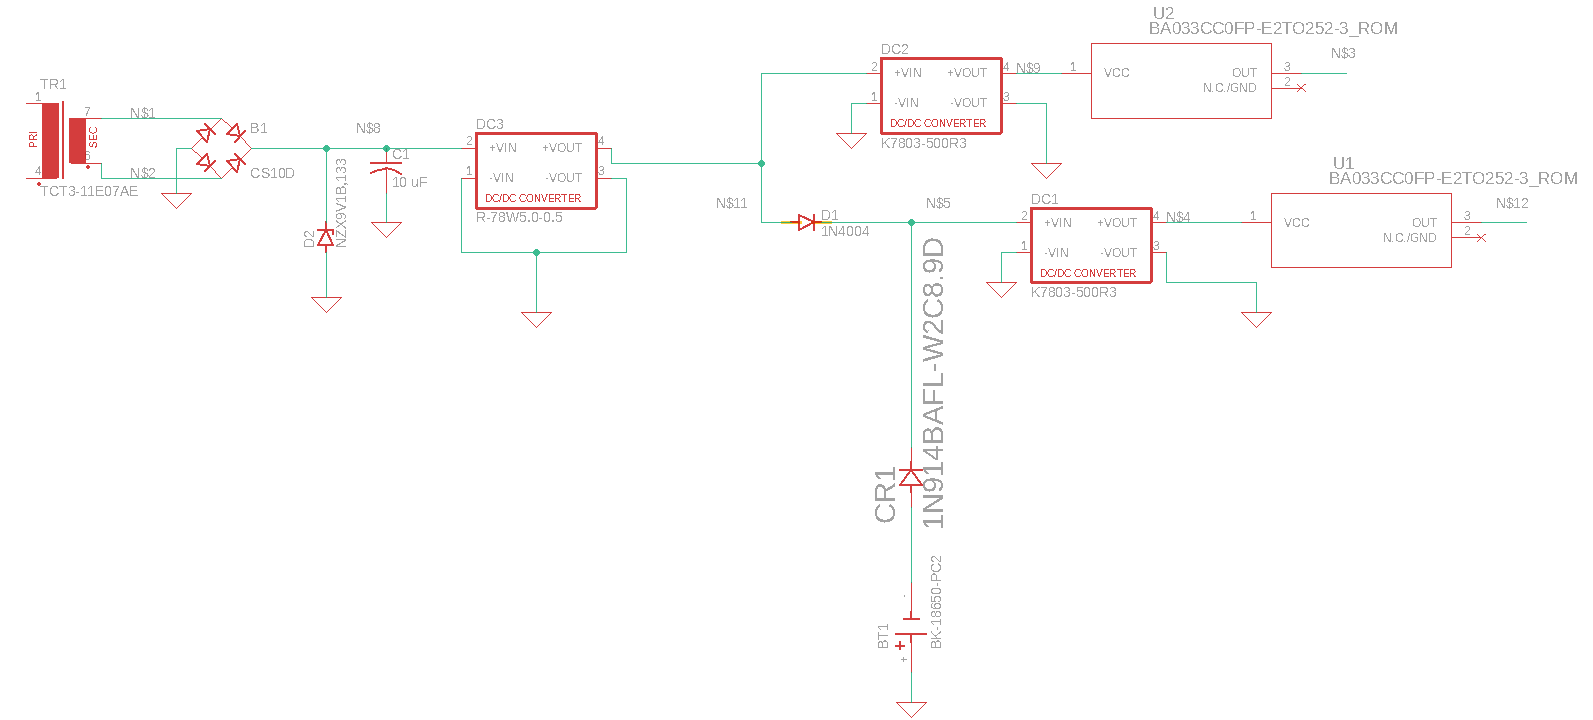 TR1
1
4
PRI
SEC
7
TCT3-11E07AE
N$1
N$2
B1
CS10D
N$8
D2
NZX9V1B,133
C1
10 uF
DC3
2
+VIN
+VOUT
4
1
-VIN
-VOUT
3
DC/DC CONVERTER
R-78W5.0-0.5
N$11
D1
1N4004
N$5
DC2
2
+VIN
+VOUT
4
1
-VIN
-VOUT
3
DC/DC CONVERTER
K7803-500R3
N$9
U2
BA033CC0FP-E2TO252-3_ROM
1
VCC
OUT
3
N.C./GND
2
N$3
DC1
2
+VIN
+VOUT
4
1
-VIN
-VOUT
3
DC/DC CONVERTER
K7803-500R3
N$4
U1
BA033CC0FP-E2TO252-3_ROM
1
VCC
OUT
3
N.C./GND
2
N$12
CR1
1N914BAFL-W2C8.9D
BT1
BK-18650-PC2
-
+
+